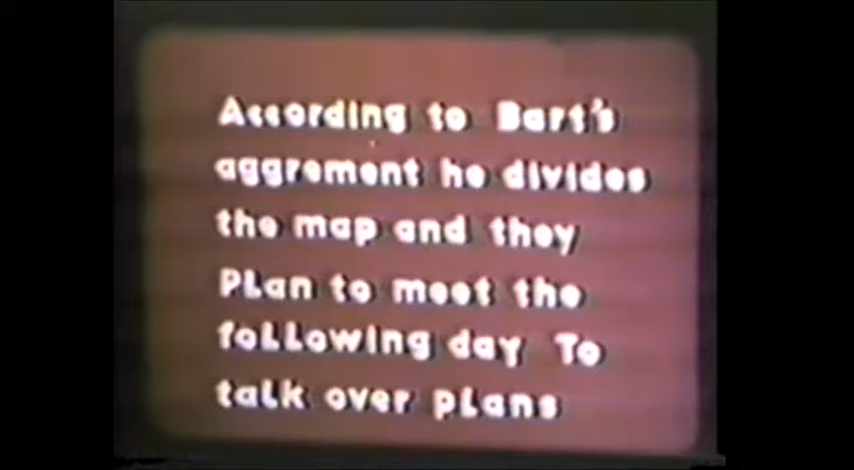 According to Bart's
aggrement he divides
the map and they
PLan to meet the
foLLowing day To
taLk over pLans